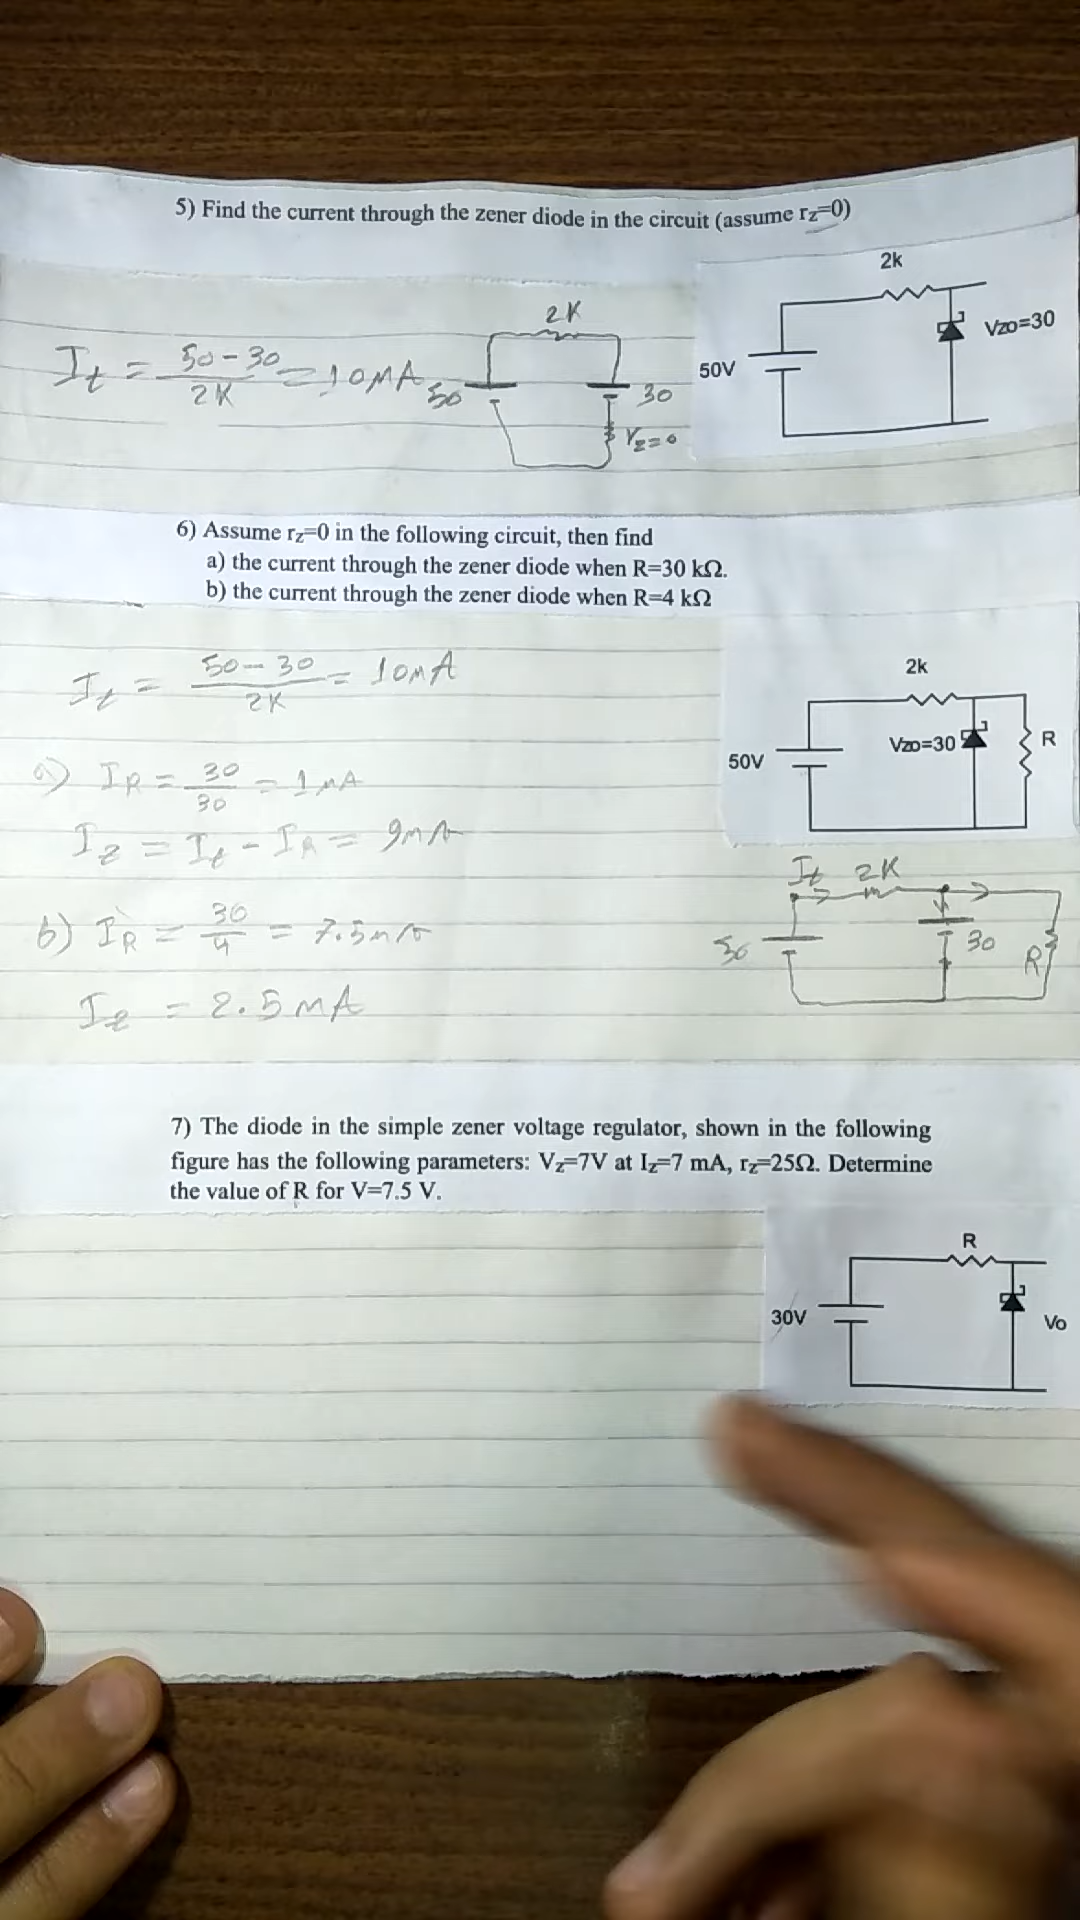 5) Find the current through the zener diode in the circuit (assume rz=0)
2k
50V
Vzo=30
It = 50-30 / 2K = 10mA
2K
50
30
rz=0
6) Assume rz=0 in the following circuit, then find
a) the current through the zener diode when R=30 kΩ.
b) the current through the zener diode when R=4 kΩ
2k
50V
Vzo=30
R
It = 50-30 / 2K = 10mA
a) IR = 30 / 30 = 1mA
Iz = It - IR = 9mA
b) IR = 30 / 4 = 7.5mA
Iz = 2.5mA
It 2K
50
30
R
7) The diode in the simple zener voltage regulator, shown in the following
figure has the following parameters: Vz=7V at Iz=7 mA, rz=25Ω. Determine
the value of R for V=7.5 V.
R
30V
Vo